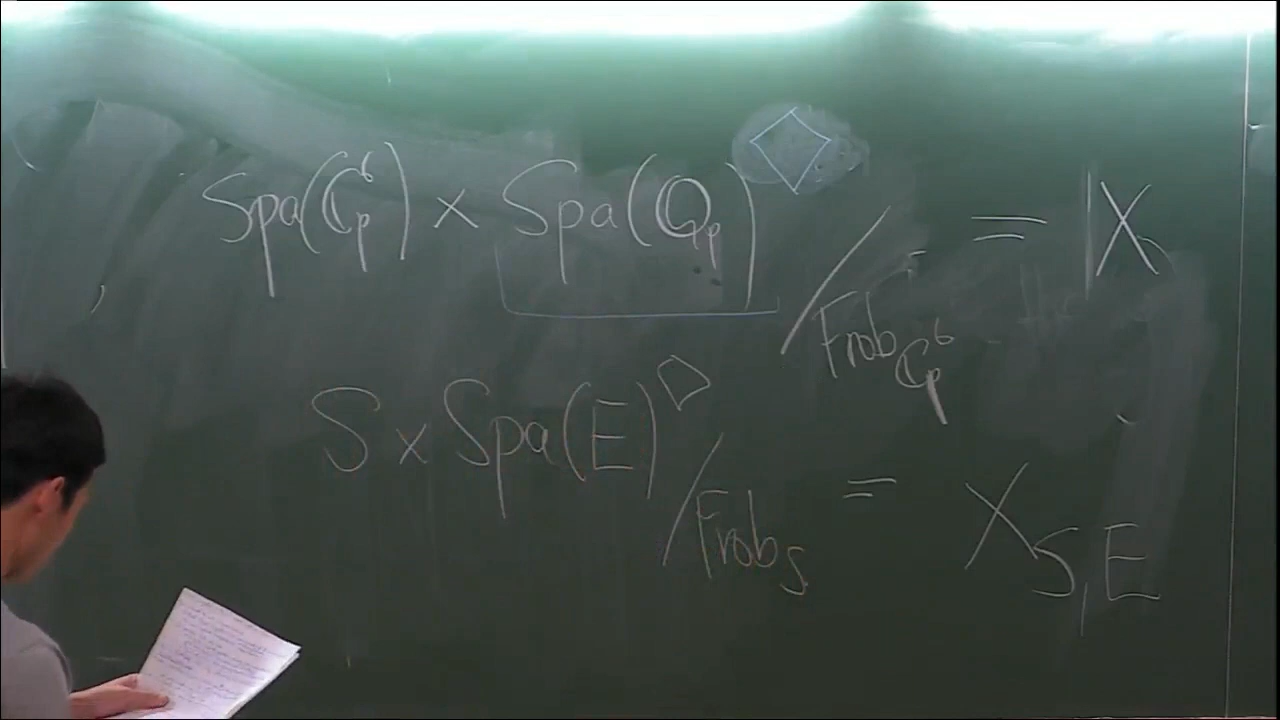 Spa(ℂ_p^♭) × Spa(ℚ_p)^◇ / Frob_{ℂ_p^♭} = X
S × Spa(E)^◇ / Frob_S = X_{S,E}